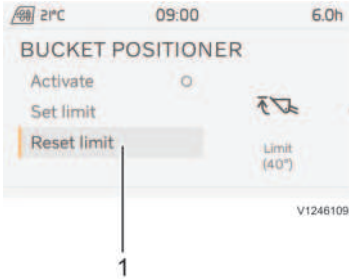 21°C 09:00 6.0h
BUCKET POSITIONER
Activate
Set limit
Reset limit
Limit
(40°)
V1246109
1